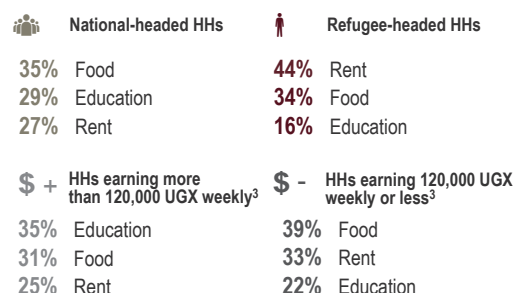 National-headed HHs
35% Food
29% Education
27% Rent
Refugee-headed HHs
44% Rent
34% Food
16% Education
$ + HHs earning more
than 120,000 UGX weekly³
35% Education
31% Food
25% Rent
$ - HHs earning 120,000 UGX
weekly or less³
39% Food
33% Rent
22% Education